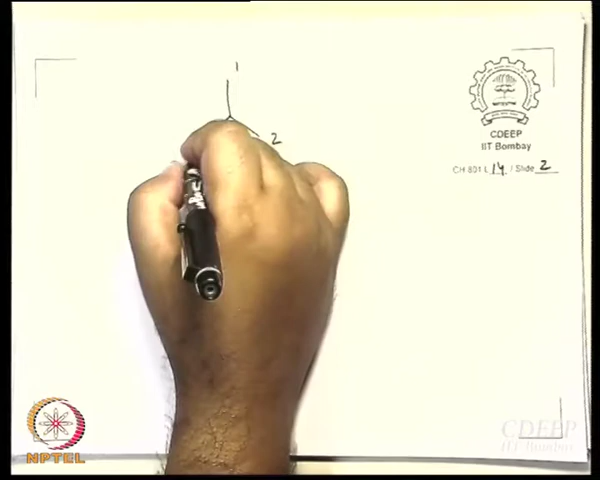 1
2
CDEEP
IIT Bombay
CH 801 L 14 / Slide 2
NPTEL
CDEEP
IIT Bombay